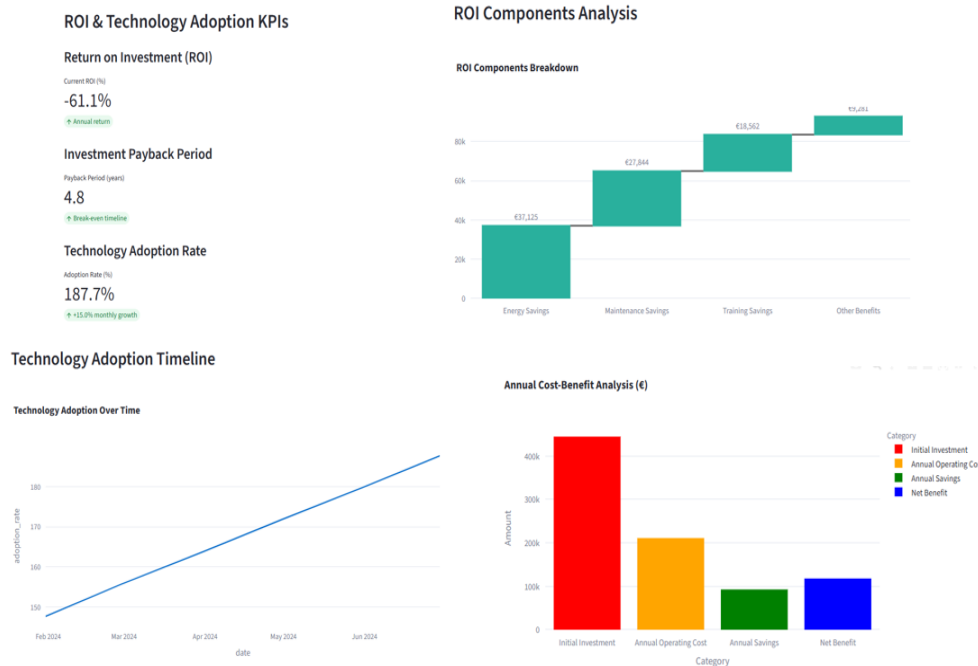 ROI & Technology Adoption KPIs
Return on Investment (ROI)
Current ROI (%)
-61.1%
↑ Annual return
Investment Payback Period
Payback Period (years)
4.8
↑ Break-even timeline
Technology Adoption Rate
Adoption Rate (%)
187.7%
↑ +15.0% monthly growth
ROI Components Analysis
ROI Components Breakdown
80k
60k
40k
20k
0
€37,125
€27,844
€18,562
€9,281
Energy Savings
Maintenance Savings
Training Savings
Other Benefits
Technology Adoption Timeline
Technology Adoption Over Time
adoption_rate
180
170
160
150
Feb 2024
Mar 2024
Apr 2024
May 2024
Jun 2024
date
Annual Cost-Benefit Analysis (€)
Amount
400k
300k
200k
100k
0
Initial Investment
Annual Operating Cost
Annual Savings
Net Benefit
Category
Category
Initial Investment
Annual Operating Co
Annual Savings
Net Benefit